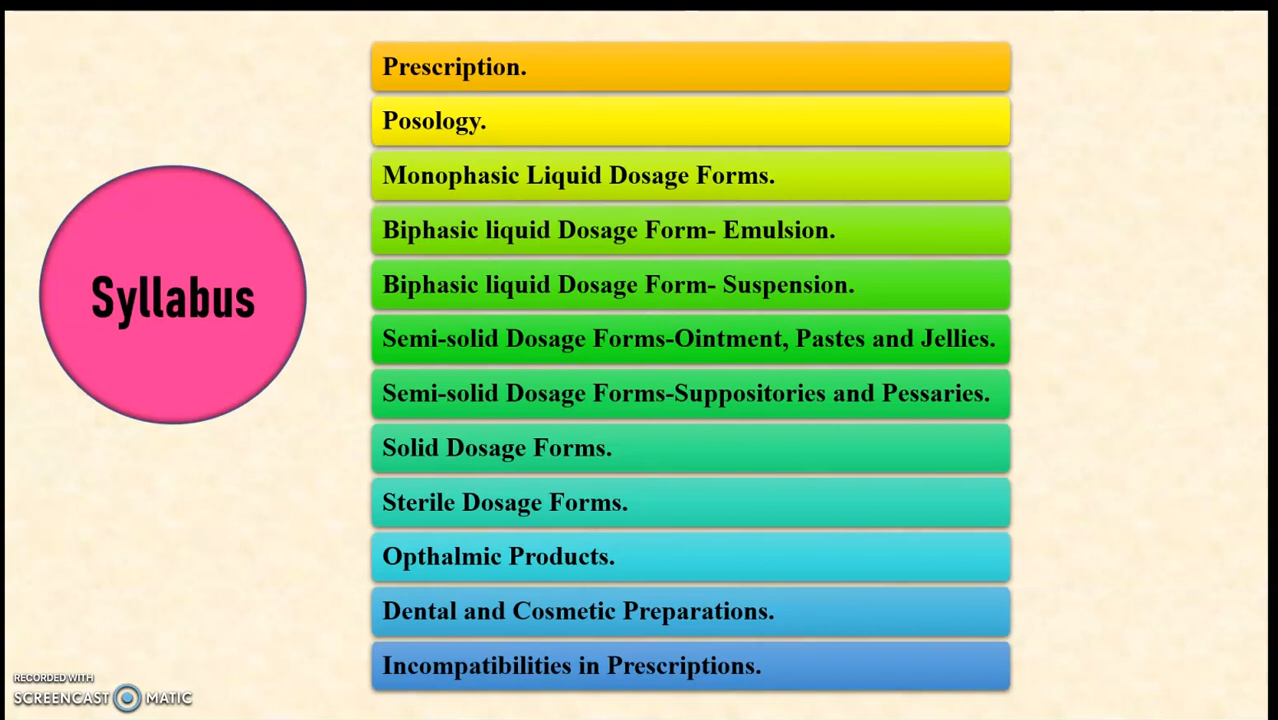 Syllabus
Prescription.
Posology.
Monophasic Liquid Dosage Forms.
Biphasic liquid Dosage Form- Emulsion.
Biphasic liquid Dosage Form- Suspension.
Semi-solid Dosage Forms-Ointment, Pastes and Jellies.
Semi-solid Dosage Forms-Suppositories and Pessaries.
Solid Dosage Forms.
Sterile Dosage Forms.
Opthalmic Products.
Dental and Cosmetic Preparations.
Incompatibilities in Prescriptions.
RECORDED WITH
SCREENCAST MATIC